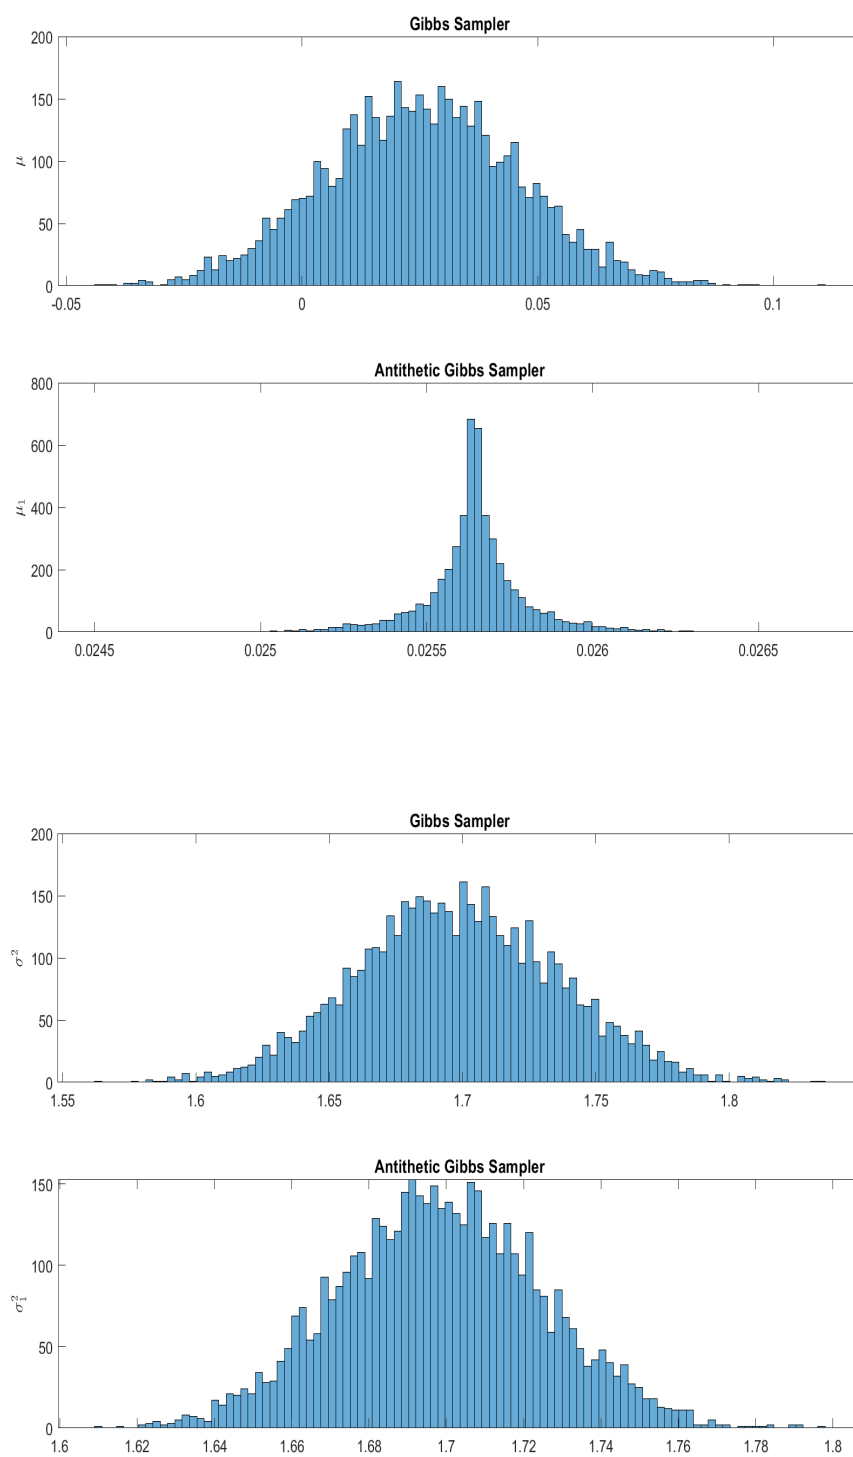 Gibbs Sampler
200
150
100
50
0
μ
-0.05 0 0.05 0.1
Antithetic Gibbs Sampler
800
600
400
200
0
μ₁
0.0245 0.025 0.0255 0.026 0.0265
Gibbs Sampler
200
150
100
50
0
σ²
1.55 1.6 1.65 1.7 1.75 1.8
Antithetic Gibbs Sampler
150
100
50
0
σ₁²
1.6 1.62 1.64 1.66 1.68 1.7 1.72 1.74 1.76 1.78 1.8